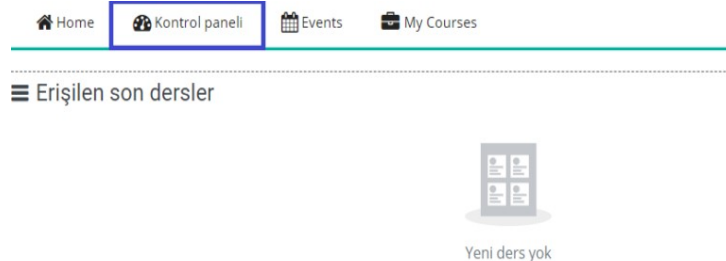 Home Kontrol paneli Events My Courses
Erişilen son dersler
Yeni ders yok